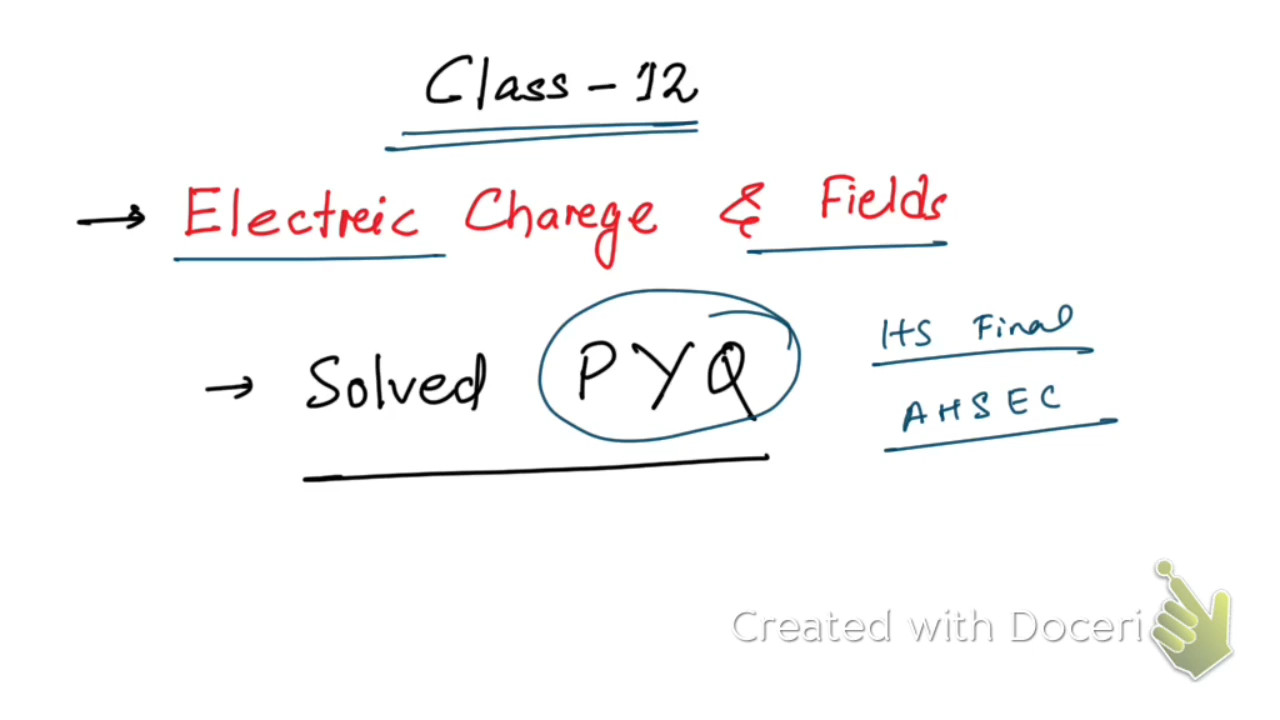 Class - 12
→ Electreic Charege & Fields
→ Solved PYQ
HS Final
AHSEC
Created with Doceri